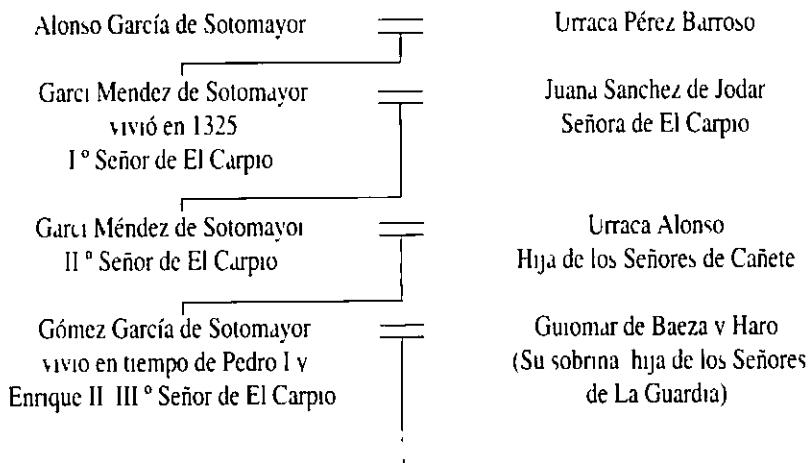 Alonso García de Sotomayor
Urraca Pérez Barroso
Garci Mendez de Sotomayor
vivió en 1325
I º Señor de El Carpio
Juana Sanchez de Jodar
Señora de El Carpio
Garci Méndez de Sotomayor
II º Señor de El Carpio
Urraca Alonso
Hija de los Señores de Cañete
Gómez García de Sotomayor
vivio en tiempo de Pedro I y
Enrique II III º Señor de El Carpio
Guiomar de Baeza y Haro
(Su sobrina hija de los Señores
de La Guardia)